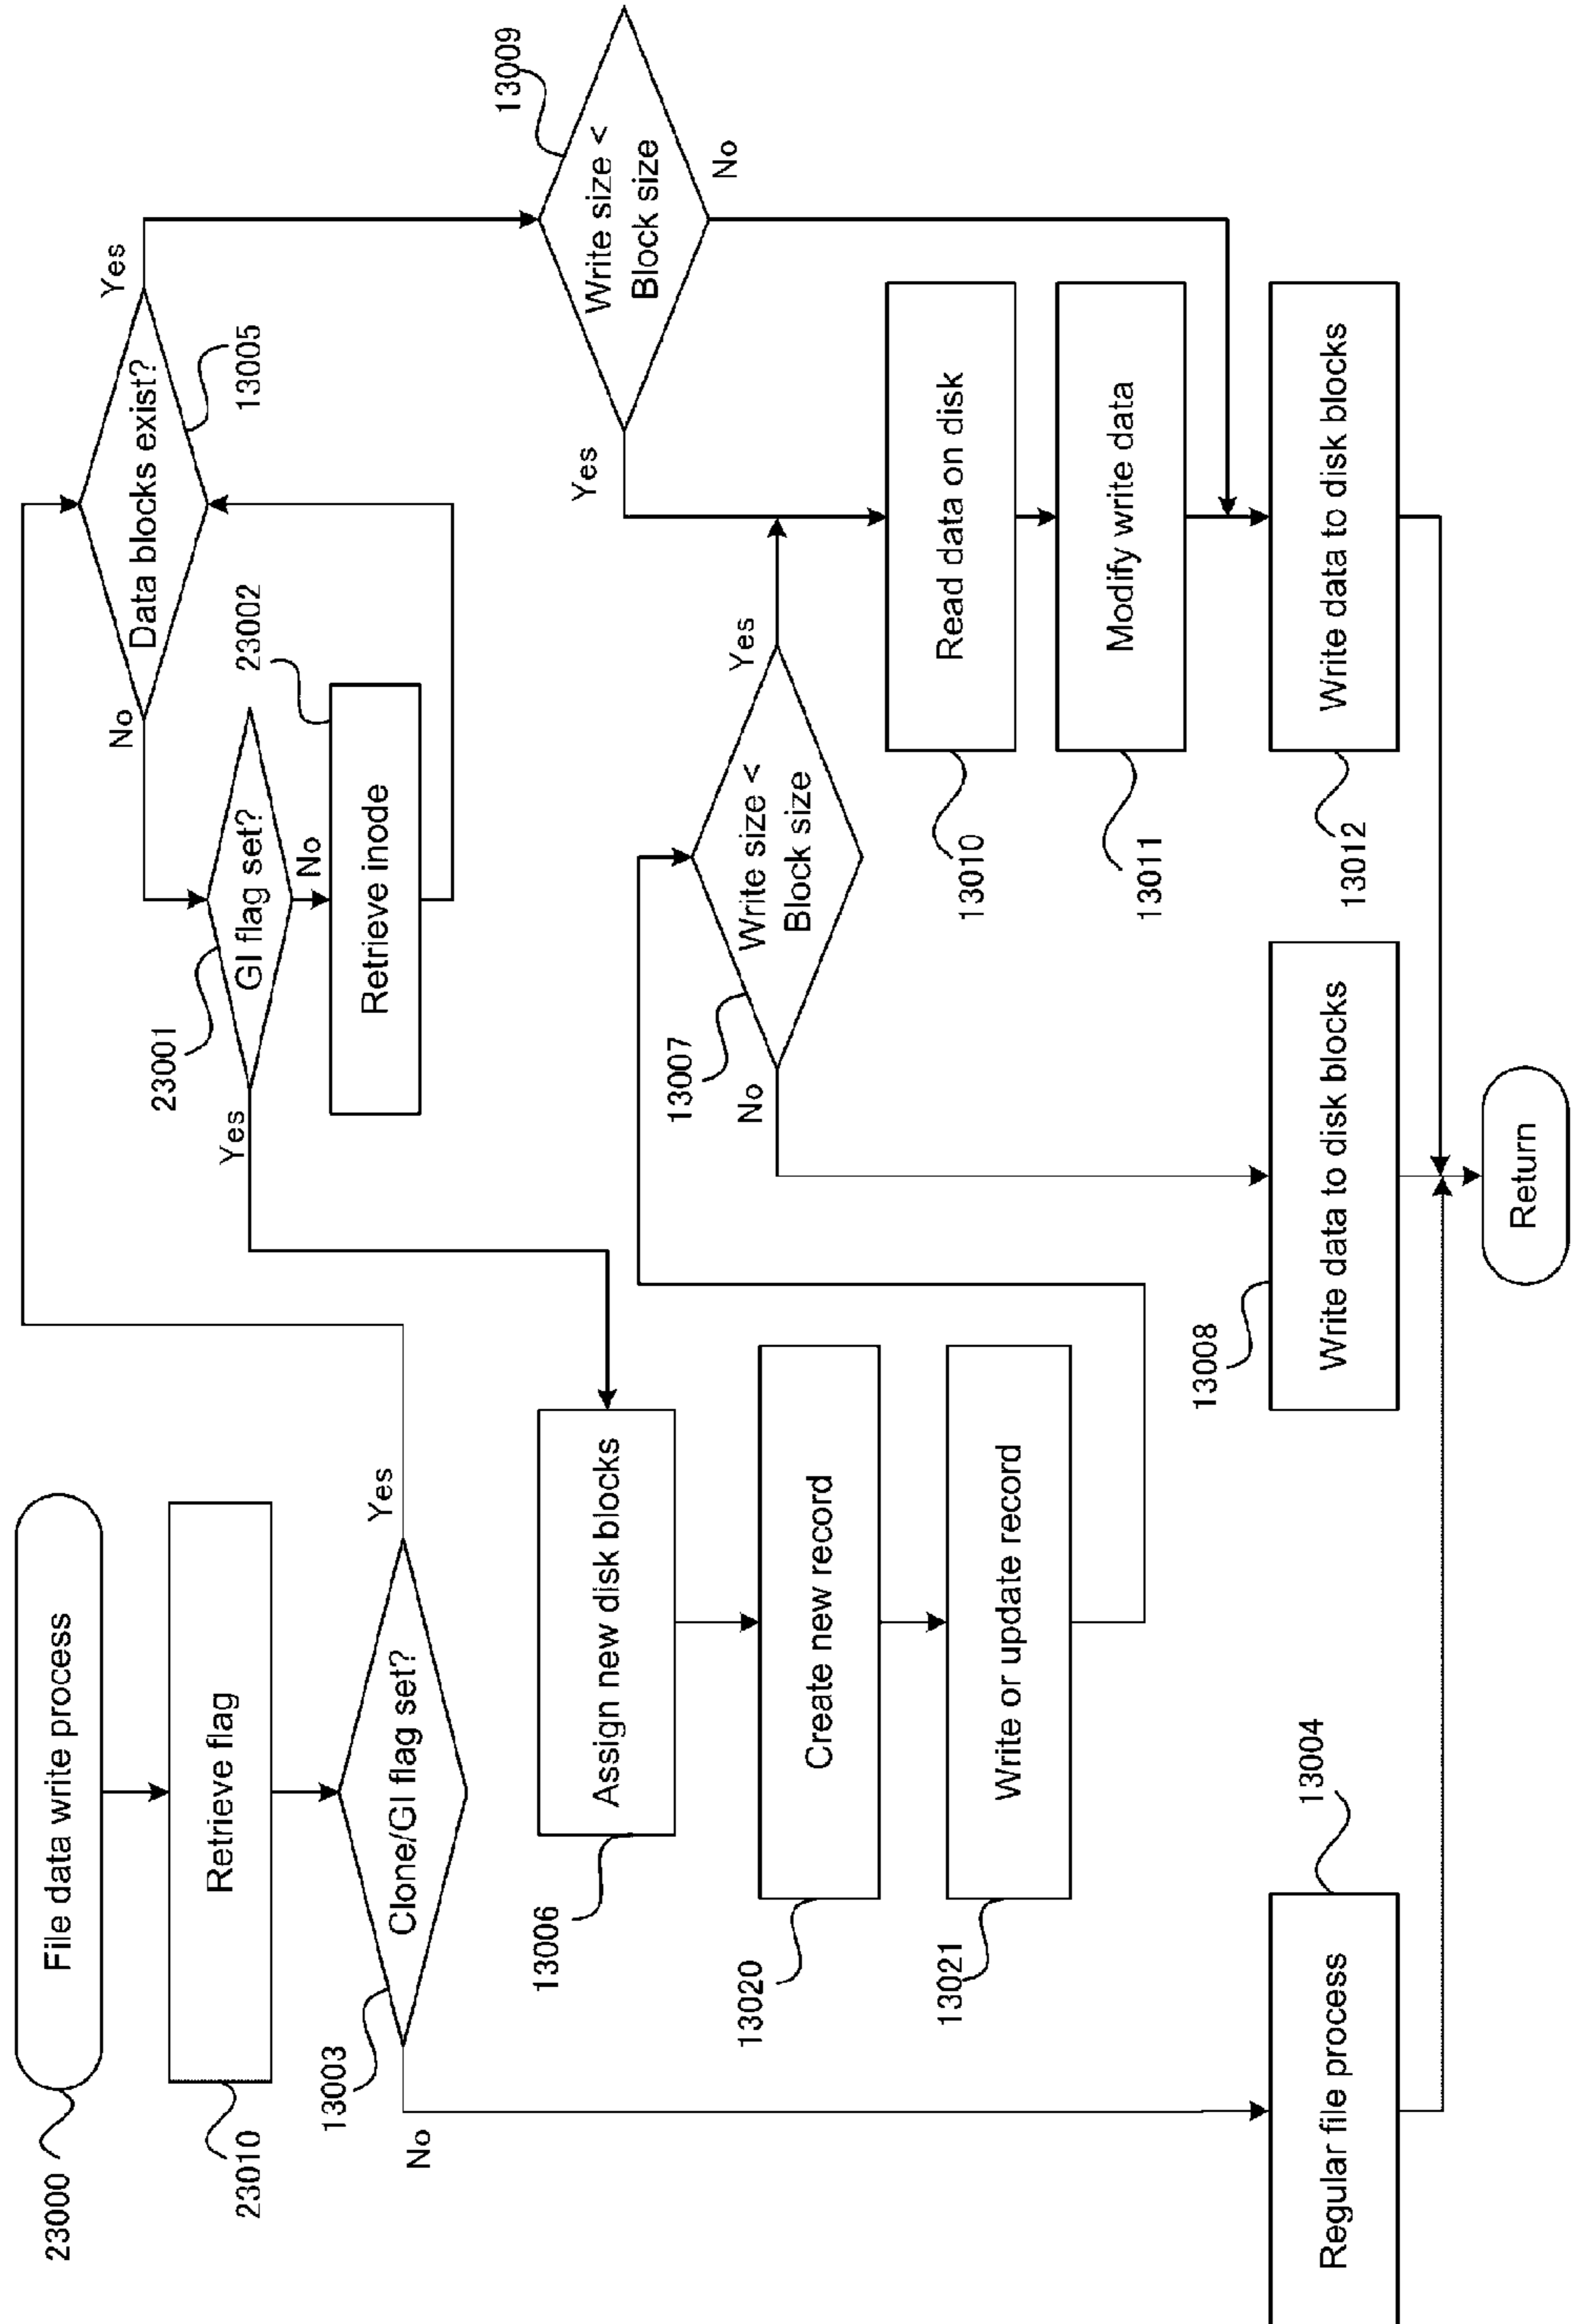 File data write process
23000
Retrieve flag
23010
Clone/GI flag set?
13003
Yes
No
Data blocks exist?
13005
Yes
No
GI flag set?
23001
Yes
No
Retrieve inode
23002
Assign new disk blocks
13006
Create new record
13020
Write or update record
13021
Write size <
Block size
13007
Yes
No
Write size <
Block size
13009
Yes
No
Read data on disk
13010
Modify write data
13011
Write data to disk blocks
13012
Write data to disk blocks
13008
Regular file process
13004
Return